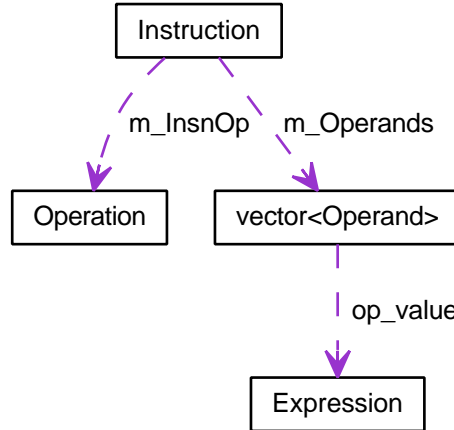 Instruction
m_InsnOp
m_Operands
Operation
vector<Operand>
op_value
Expression